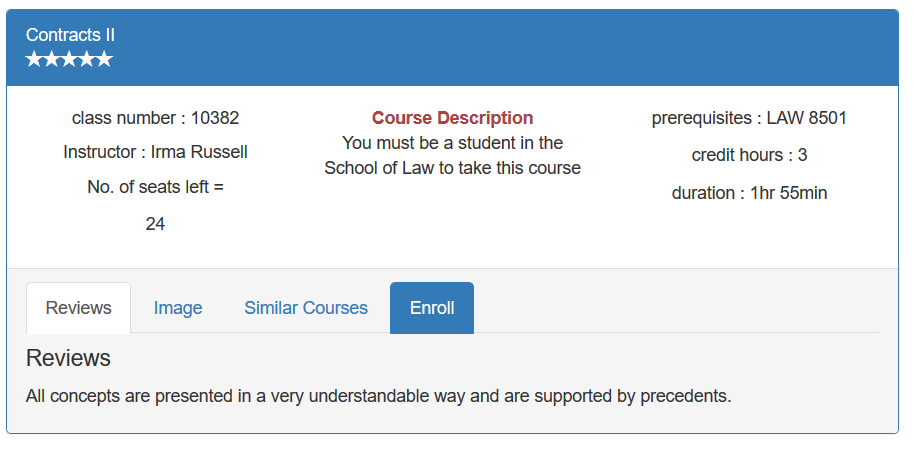 Contracts II
★★★★★
class number : 10382
Instructor : Irma Russell
No. of seats left =
24
Course Description
You must be a student in the
School of Law to take this course
prerequisites : LAW 8501
credit hours : 3
duration : 1hr 55min
Reviews
Image
Similar Courses
Enroll
Reviews
All concepts are presented in a very understandable way and are supported by precedents.